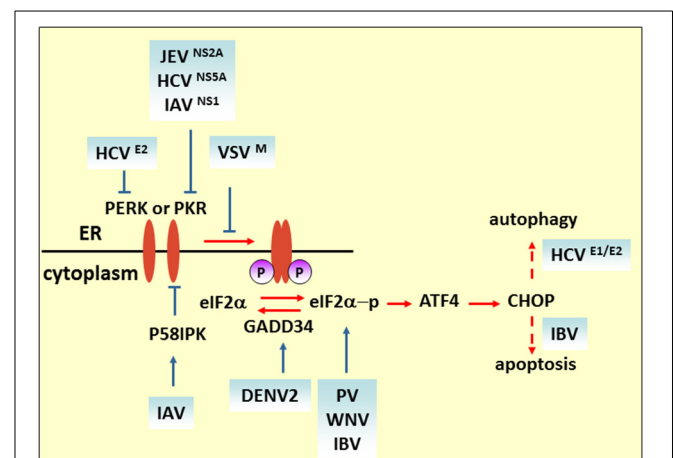 JEV NS2A
HCV NS5A
IAV NS1
HCV E2
VSV M
PERK or PKR
ER
cytoplasm
autophagy
HCV E1/E2
P P
eIF2α
eIF2α–p
ATF4
CHOP
GADD34
P58IPK
IBV
apoptosis
IAV
DENV2
PV
WNV
IBV